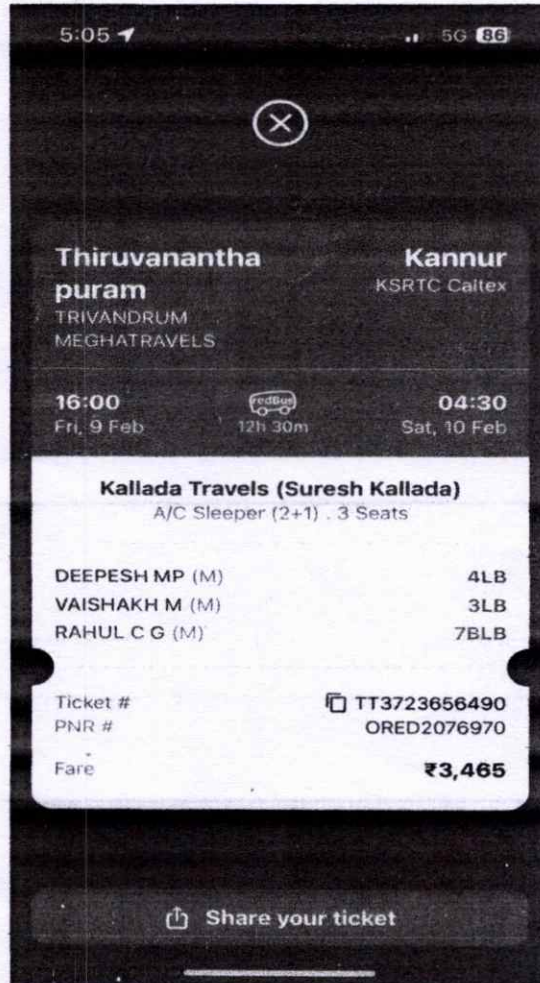 5:05
5G 86
Thiruvanantha
puram
TRIVANDRUM
MEGHATRAVELS
Kannur
KSRTC Caltex
16:00
Fri, 9 Feb
redBus
12h 30m
04:30
Sat, 10 Feb
Kallada Travels (Suresh Kallada)
A/C Sleeper (2+1) . 3 Seats
DEEPESH MP (M) 4LB
VAISHAKH M (M) 3LB
RAHUL C G (M) 7BLB
Ticket # TT3723656490
PNR # ORED2076970
Fare ₹3,465
Share your ticket